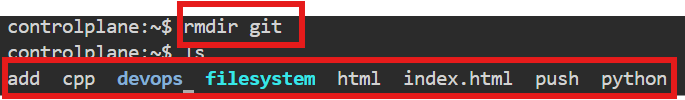 controlplane:~$ rmdir git
controlplane:~$ ls
add cpp devops_ filesystem html index.html push python